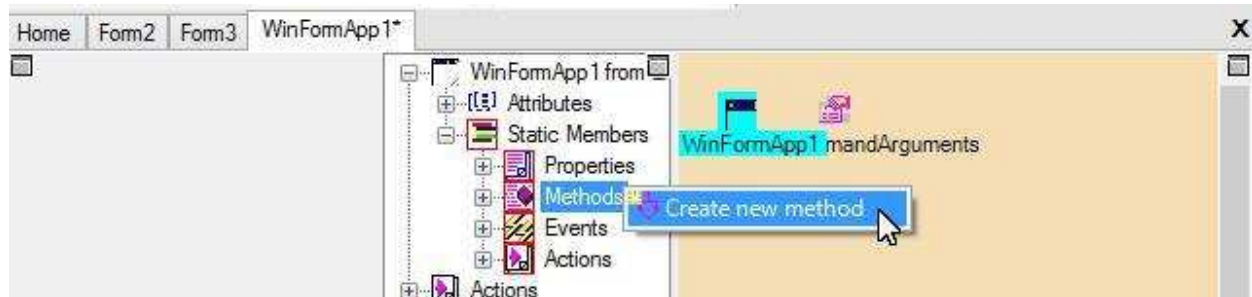 Home Form2 Form3 WinFormApp1* X
WinFormApp1 from
Attributes
Static Members
WinFormApp1 mandArguments
Properties
Methods
Create new method
Events
Actions
Actions